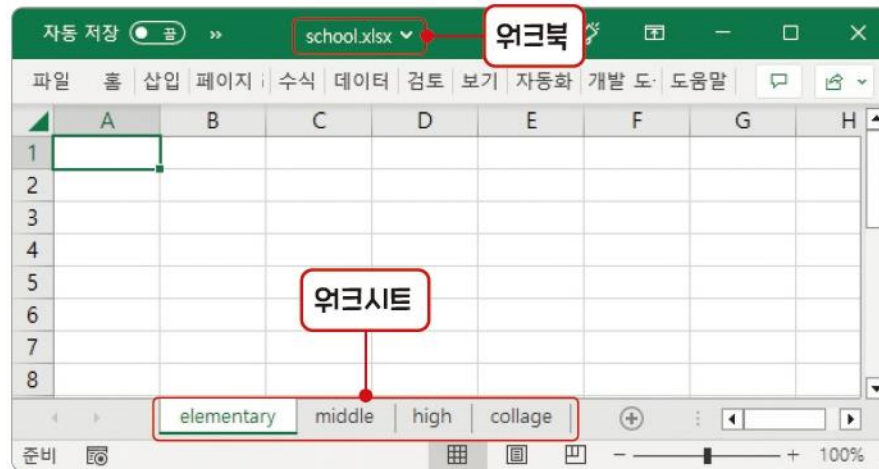 자동 저장 끔 »
school.xlsx
워크북
파일 홈 삽입 페이지 수식 데이터 검토 보기 자동화 개발 도 도움말
A B C D E F G H
1
2
3
4
5
워크시트
6
7
8
elementary middle high collage
준비 100%